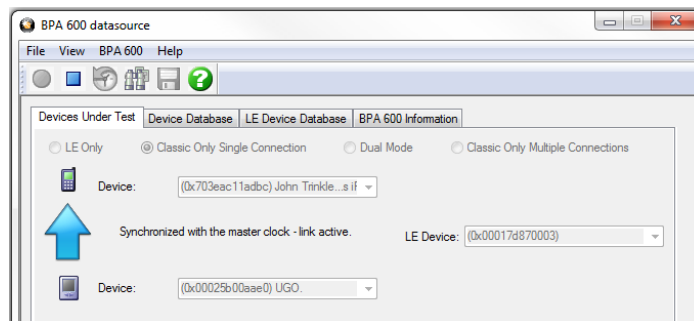 BPA 600 datasource
File View BPA 600 Help
Devices Under Test Device Database LE Device Database BPA 600 Information
LE Only Classic Only Single Connection Dual Mode Classic Only Multiple Connections
Device: (0x703eac11adbc) John Trinkle...s iF
Synchronized with the master clock - link active. LE Device: (0x00017d870003)
Device: (0x00025b00aae0) UGO.